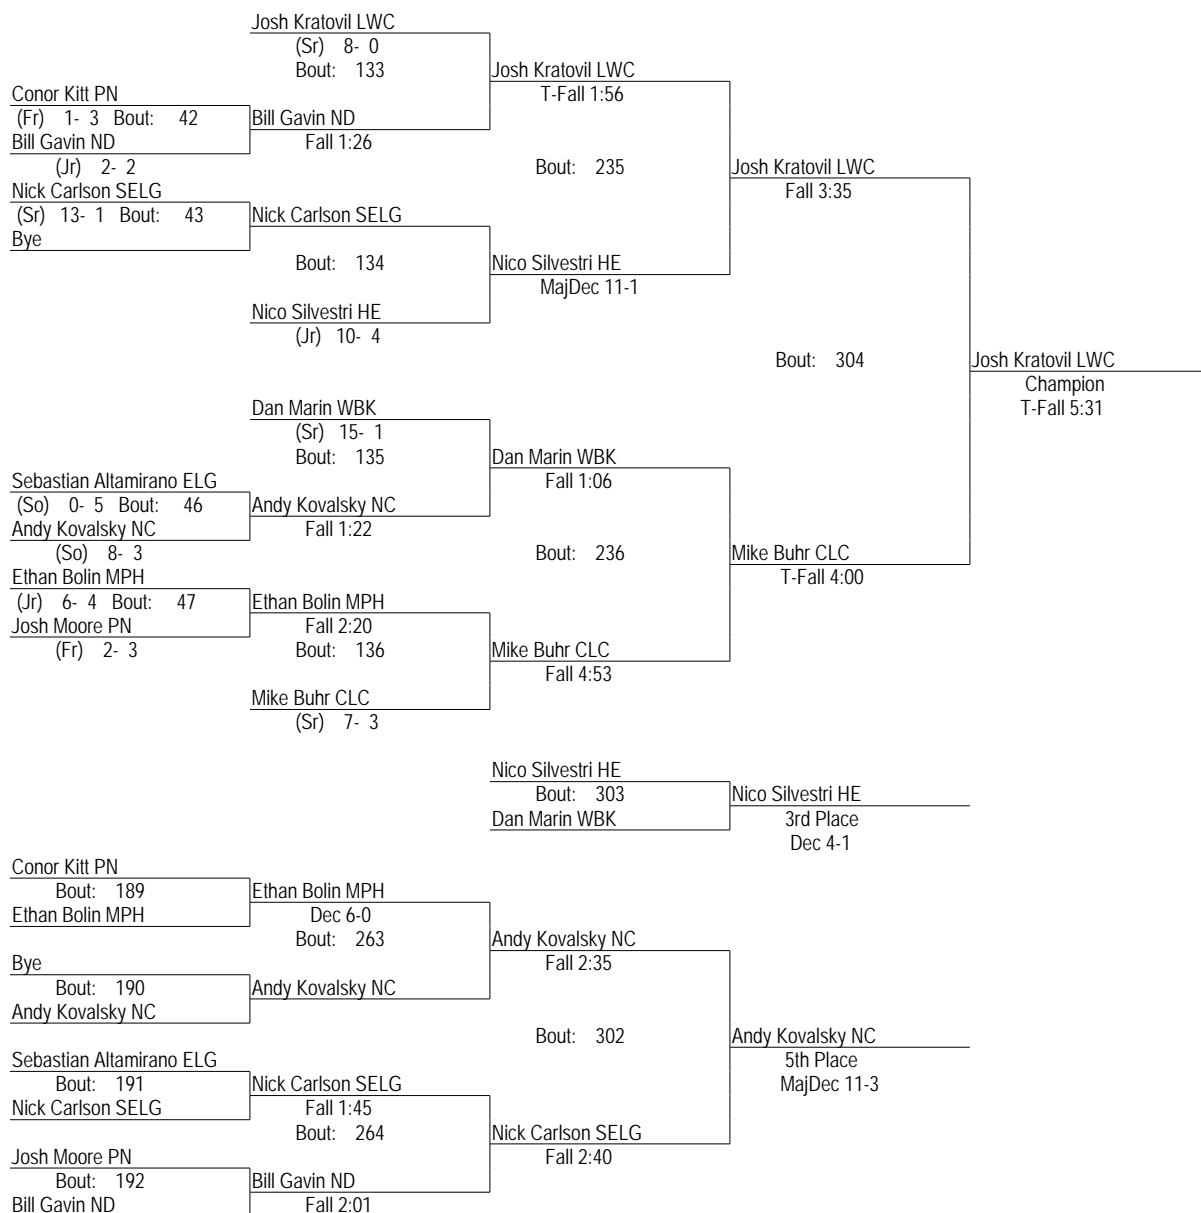 Josh Kratovil LWC
(Sr) 8- 0
Bout: 133
Josh Kratovil LWC
T-Fall 1:56
Conor Kitt PN
(Fr) 1- 3 Bout: 42
Bill Gavin ND
Fall 1:26
Bill Gavin ND
(Jr) 2- 2
Bout: 235
Josh Kratovil LWC
Fall 3:35
Nick Carlson SELG
(Sr) 13- 1 Bout: 43
Nick Carlson SELG
Bye
Bout: 134
Nico Silvestri HE
MajDec 11-1
Nico Silvestri HE
(Jr) 10- 4
Bout: 304
Josh Kratovil LWC
Champion
T-Fall 5:31
Dan Marin WBK
(Sr) 15- 1
Bout: 135
Dan Marin WBK
Fall 1:06
Sebastian Altamirano ELG
(So) 0- 5 Bout: 46
Andy Kovalsky NC
Fall 1:22
Andy Kovalsky NC
(So) 8- 3
Bout: 236
Mike Buhr CLC
T-Fall 4:00
Ethan Bolin MPH
(Jr) 6- 4 Bout: 47
Ethan Bolin MPH
Fall 2:20
Josh Moore PN
(Fr) 2- 3
Bout: 136
Mike Buhr CLC
Fall 4:53
Mike Buhr CLC
(Sr) 7- 3
Nico Silvestri HE
Bout: 303
Dan Marin WBK
Nico Silvestri HE
3rd Place
Dec 4-1
Conor Kitt PN
Bout: 189
Ethan Bolin MPH
Ethan Bolin MPH
Dec 6-0
Bout: 263
Andy Kovalsky NC
Fall 2:35
Bye
Bout: 190
Andy Kovalsky NC
Andy Kovalsky NC
Bout: 302
Andy Kovalsky NC
5th Place
MajDec 11-3
Sebastian Altamirano ELG
Bout: 191
Nick Carlson SELG
Nick Carlson SELG
Fall 1:45
Bout: 264
Nick Carlson SELG
Fall 2:40
Josh Moore PN
Bout: 192
Bill Gavin ND
Bill Gavin ND
Fall 2:01